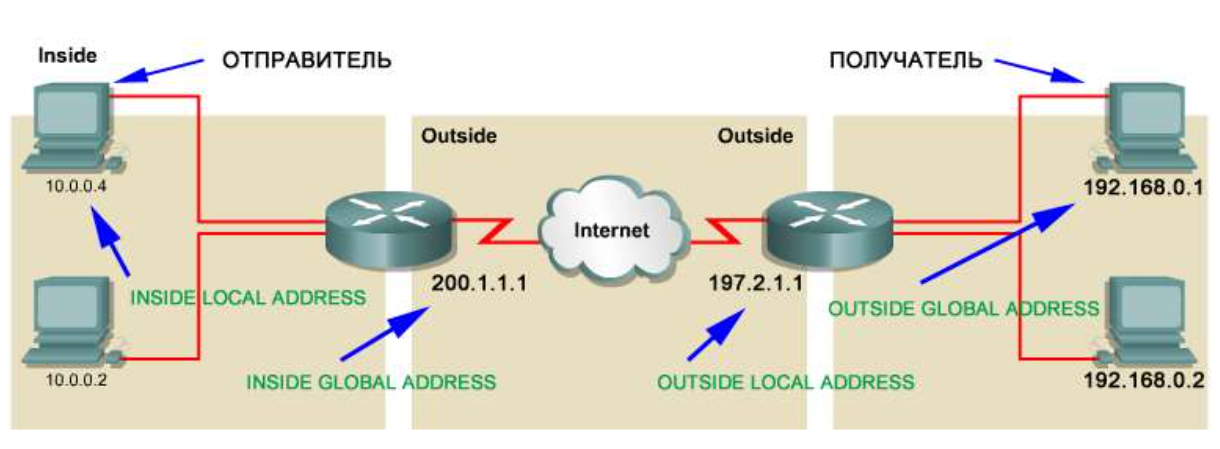 Inside
ОТПРАВИТЕЛЬ
ПОЛУЧАТЕЛЬ
Outside
Outside
10.0.0.4
192.168.0.1
Internet
200.1.1.1
197.2.1.1
INSIDE LOCAL ADDRESS
OUTSIDE GLOBAL ADDRESS
10.0.0.2
INSIDE GLOBAL ADDRESS
OUTSIDE LOCAL ADDRESS
192.168.0.2